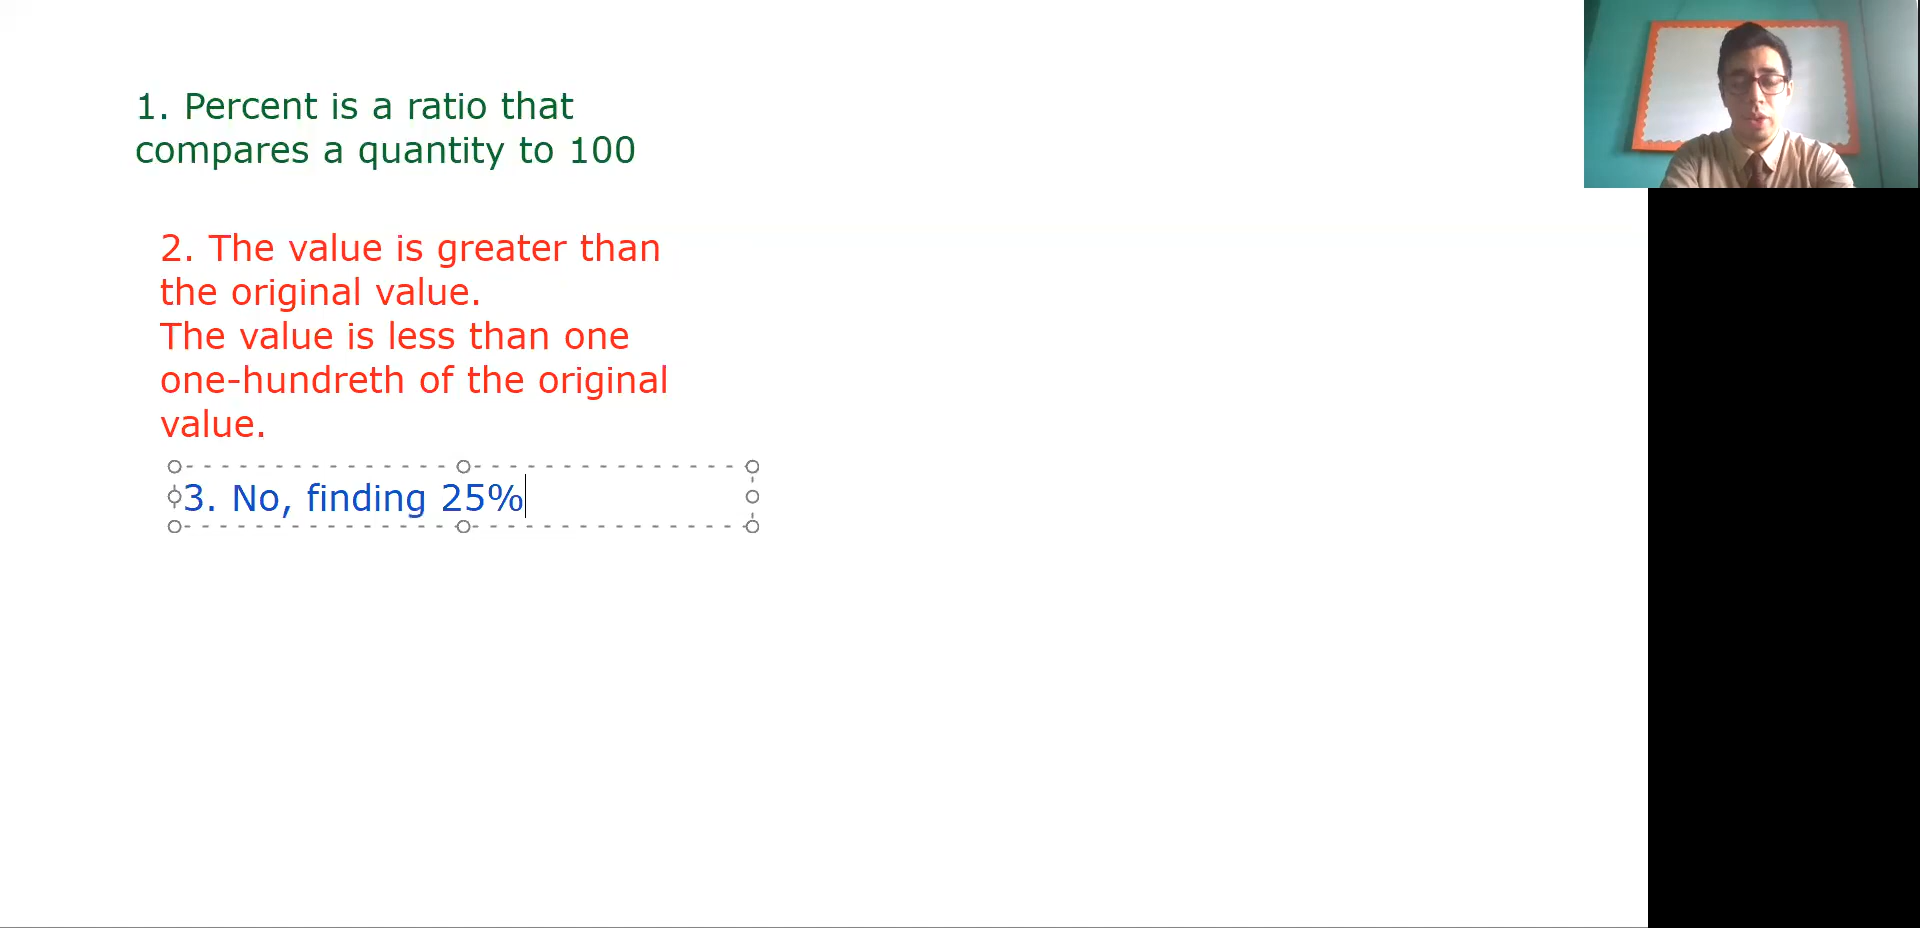 1. Percent is a ratio that
compares a quantity to 100
2. The value is greater than
the original value.
The value is less than one
one-hundreth of the original
value.
3. No, finding 25%